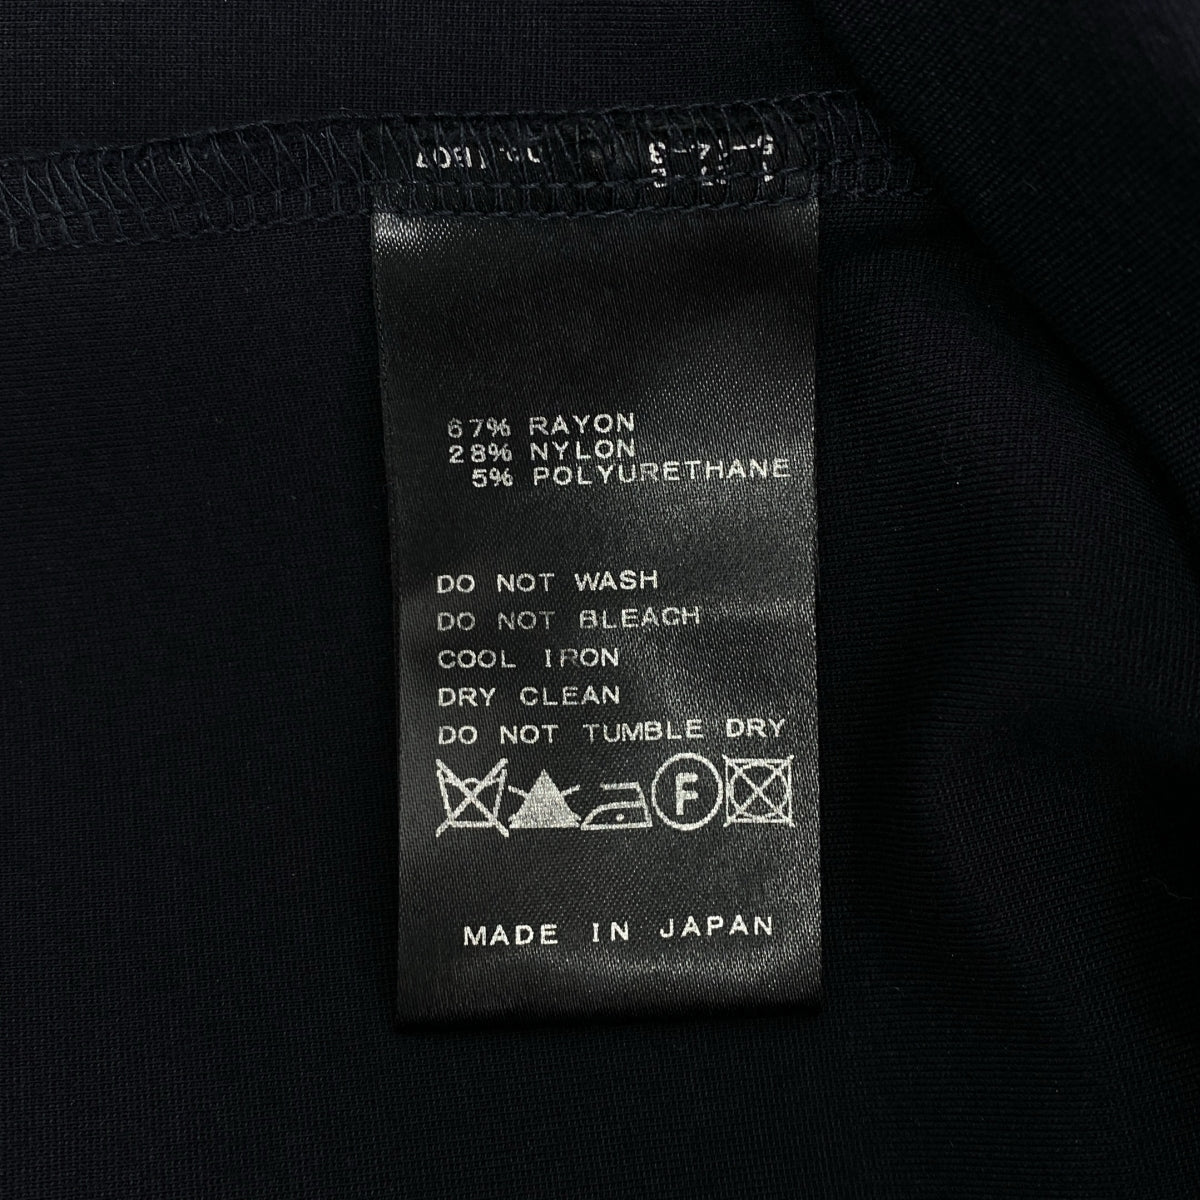 67% RAYON
28% NYLON
5% POLYURETHANE
DO NOT WASH
DO NOT BLEACH
COOL IRON
DRY CLEAN
DO NOT TUMBLE DRY
F
MADE IN JAPAN